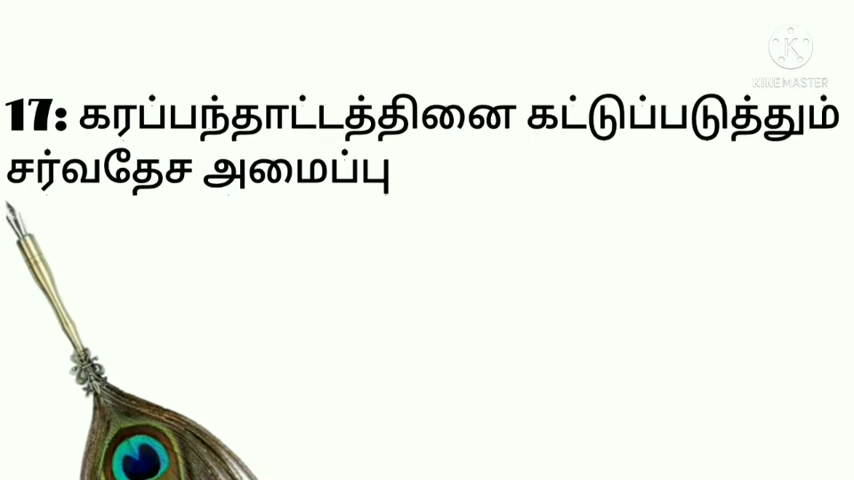 KINEMASTER
17: கரப்பந்தாட்டத்தினை கட்டுப்படுத்தும்
சர்வதேச அமைப்பு